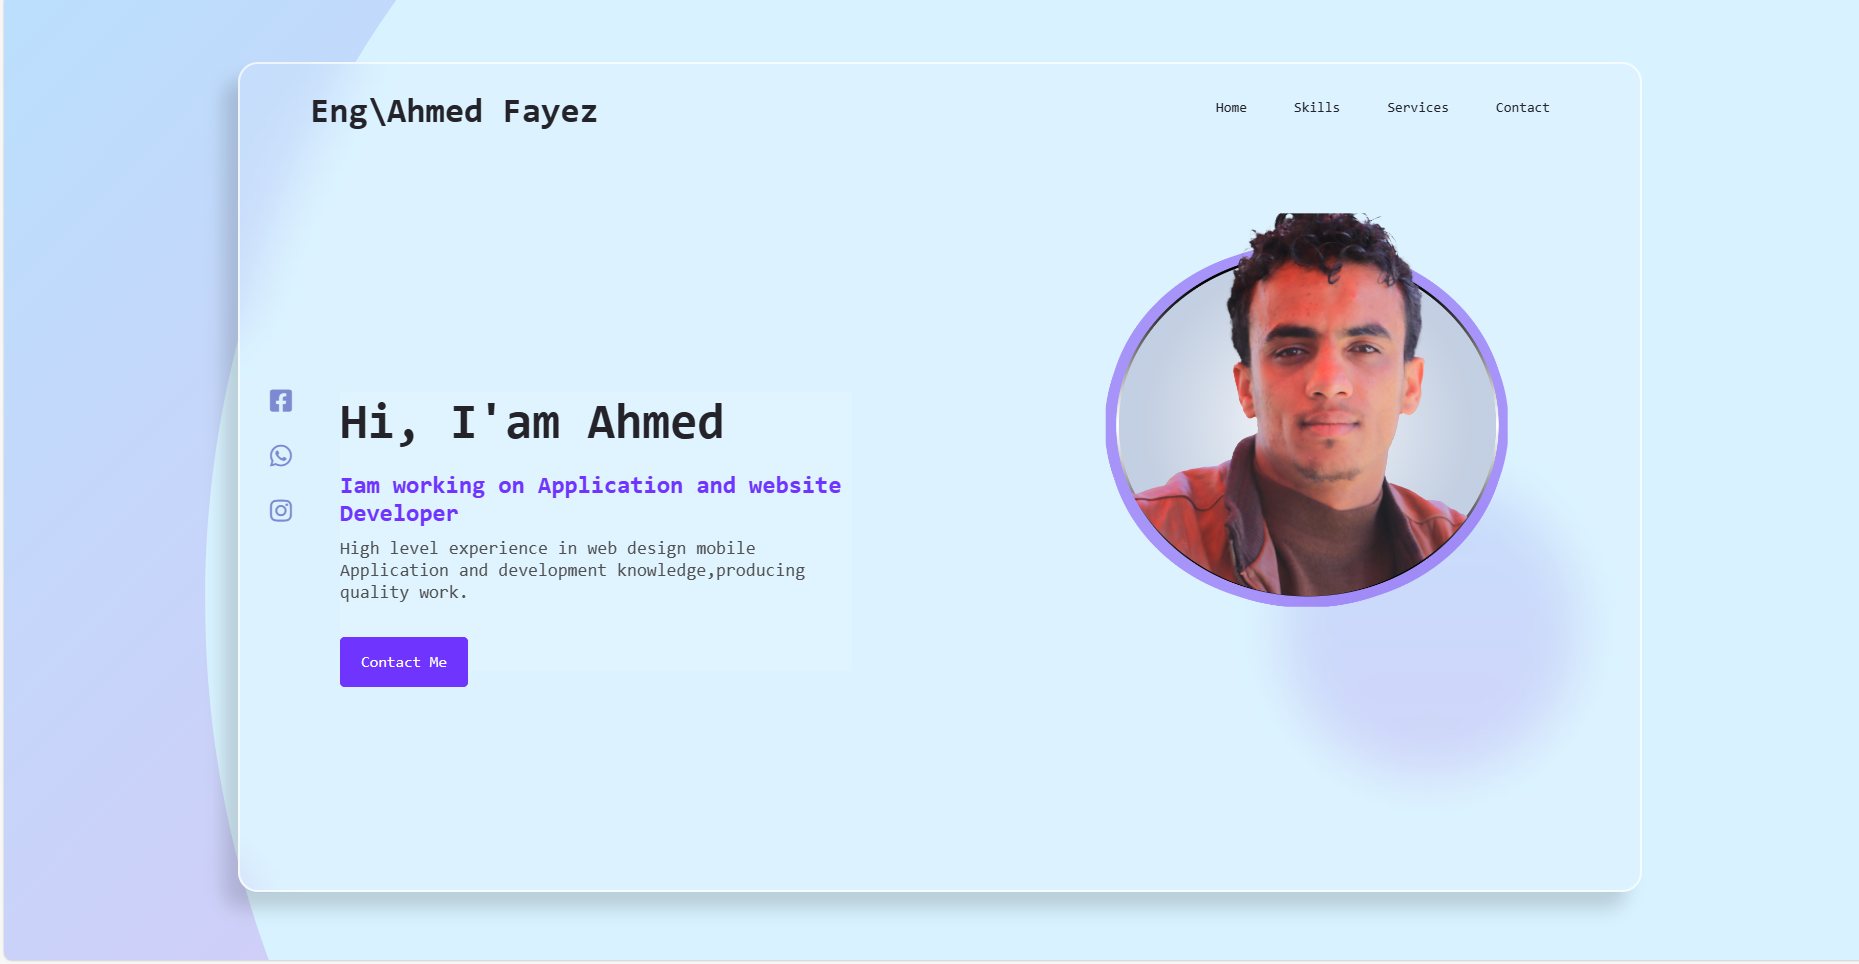 Eng\Ahmed Fayez
Home
Skills
Services
Contact
Hi, I'am Ahmed
Iam working on Application and website
Developer
High level experience in web design mobile
Application and development knowledge,producing
quality work.
Contact Me